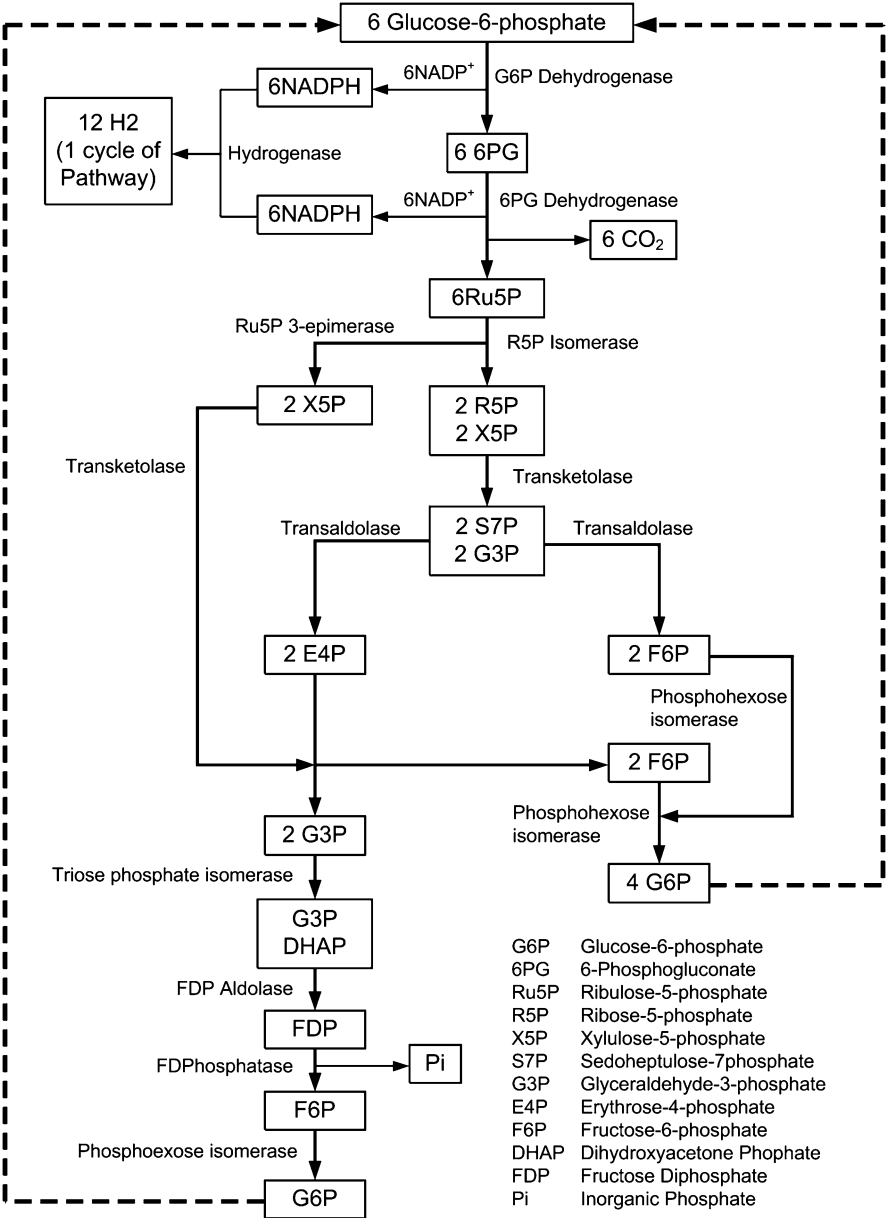 6 Glucose-6-phosphate
6NADP+
G6P Dehydrogenase
6NADPH
12 H2
(1 cycle of
Pathway)
Hydrogenase
6 6PG
6NADP+
6PG Dehydrogenase
6NADPH
6 CO2
6Ru5P
Ru5P 3-epimerase
R5P Isomerase
2 X5P
2 R5P
2 X5P
Transketolase
Transketolase
2 S7P
2 G3P
Transaldolase
Transaldolase
2 E4P
2 F6P
Phosphohexose
isomerase
2 F6P
Phosphohexose
isomerase
2 G3P
4 G6P
Triose phosphate isomerase
G3P
DHAP
FDP Aldolase
FDP
FDPhosphatase
Pi
F6P
Phosphoexose isomerase
G6P
G6P Glucose-6-phosphate
6PG 6-Phosphogluconate
Ru5P Ribulose-5-phosphate
R5P Ribose-5-phosphate
X5P Xylulose-5-phosphate
S7P Sedoheptulose-7phosphate
G3P Glyceraldehyde-3-phosphate
E4P Erythrose-4-phosphate
F6P Fructose-6-phosphate
DHAP Dihydroxyacetone Phophate
FDP Fructose Diphosphate
Pi Inorganic Phosphate